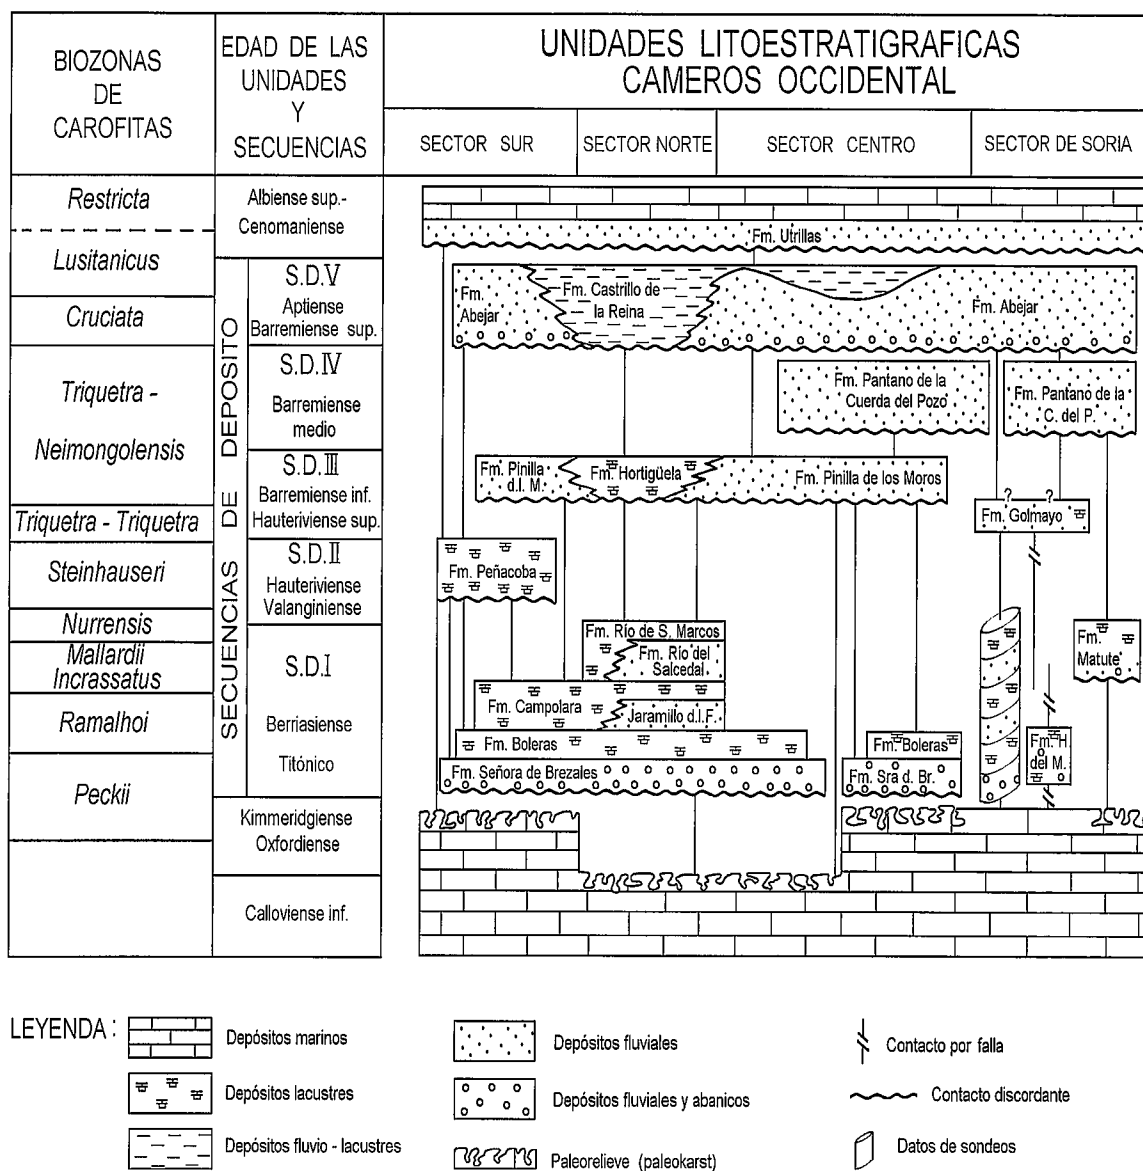 BIOZONAS
DE
CAROFITAS
EDAD DE LAS
UNIDADES
Y
SECUENCIAS
UNIDADES LITOESTRATIGRAFICAS
CAMEROS OCCIDENTAL
SECTOR SUR
SECTOR NORTE
SECTOR CENTRO
SECTOR DE SORIA
Restricta
Lusitanicus
Cruciata
Triquetra -
Neimongolensis
Triquetra - Triquetra
Steinhauseri
Nurrensis
Mallardii
Incrassatus
Ramalhoi
Peckii
SECUENCIAS DE DEPOSITO
Albiense sup.-
Cenomaniense
S.D.V
Aptiense
Barremiense sup.
S.D.IV
Barremiense
medio
S.D.III
Barremiense inf.
Hauteriviense sup.
S.D.II
Hauteriviense
Valanginiense
S.D.I
Berriasiense
Titónico
Kimmeridgiense
Oxfordiense
Calloviense inf.
Fm. Utrillas
Fm.
Abejar
Fm. Castrillo de
la Reina
Fm. Abejar
Fm. Pantano de la
Cuerda del Pozo
Fm. Pantano de la
C. del P.
Fm. Pinilla
d.l. M.
Fm. Hortigüela
Fm. Pinilla de los Moros
? ?
Fm. Golmayo
Fm. Peñacoba
Fm. Río de S. Marcos
Fm. Río del
Salcedal
Fm.
Matute
Fm. Campolara
Jaramillo d.l.F.
Fm. Boleras
Fm. Boleras
Fm. H.
del M.
Fm. Señora de Brezales
Fm. Sra d. Br.
LEYENDA :
Depósitos marinos
Depósitos lacustres
Depósitos fluvio - lacustres
Depósitos fluviales
Depósitos fluviales y abanicos
Paleorelieve (paleokarst)
Contacto por falla
Contacto discordante
Datos de sondeos